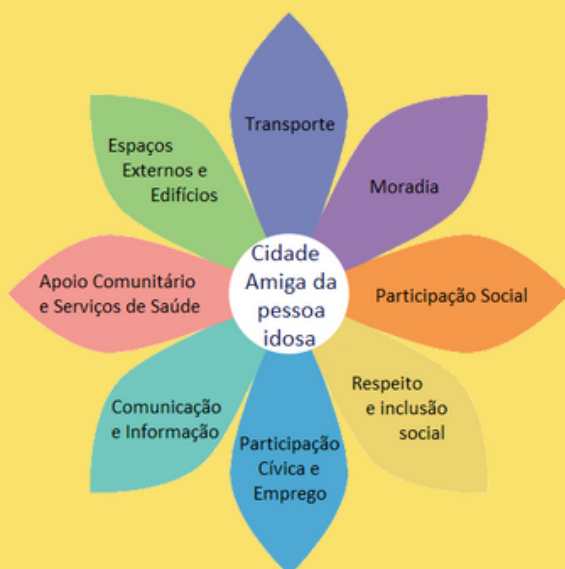 Transporte
Moradia
Participação Social
Respeito
e inclusão
social
Participação
Cívica e
Emprego
Comunicação
e Informação
Apoio Comunitário
e Serviços de Saúde
Espaços
Externos e
Edifícios
Cidade
Amiga da
pessoa
idosa